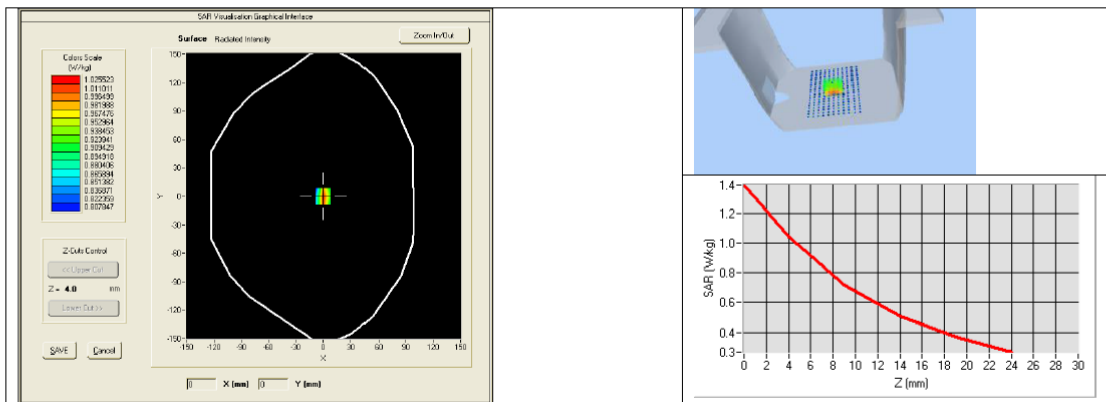 SAR Visualisation Graphical Interface
Surface Radiated Intensity
Zoom In/Out
Colors Scale
(W/kg)
1.025523
1.011011
0.996499
0.981988
0.967476
0.952964
0.938453
0.923941
0.909429
0.894918
0.880406
0.865894
0.851382
0.836871
0.822359
0.807847
150
120
90
60
30
0
-30
-60
-90
-120
-150
Y
-150 -120 -90 -60 -30 0 30 60 90 120 150
X
Z-Cuts Control
<< Upper Cut
Z = 4.0 mm
Lower Cut >>
SAVE Cancel
0 X (mm) 0 Y (mm)
1.4
1.2
1.0
0.8
0.6
0.4
0.3
SAR (W/kg)
0 2 4 6 8 10 12 14 16 18 20 22 24 26 28 30
Z (mm)